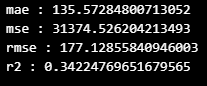 mae : 135.57284800713052
mse : 31374.526204213493
rmse : 177.12855840946003
r2 : 0.34224769651679565